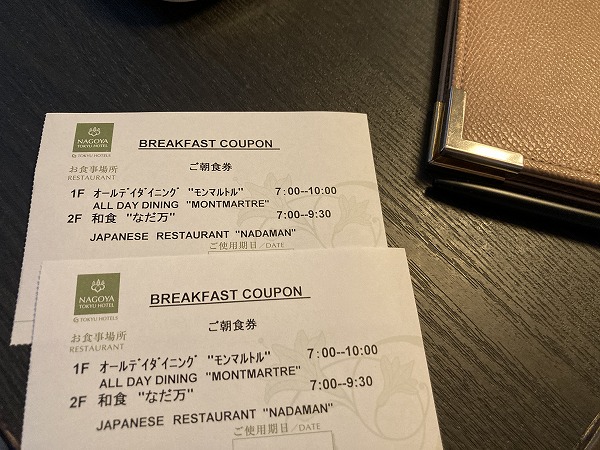 NAGOYA
TOKYU HOTEL
TOKYU HOTELS
BREAKFAST COUPON
ご朝食券
お食事場所
RESTAURANT
1F オールデイダイニング "モンマルトル" 7:00--10:00
ALL DAY DINING "MONTMARTRE"
2F 和食 "なだ万" 7:00--9:30
JAPANESE RESTAURANT "NADAMAN"
ご使用期日/DATE
NAGOYA
TOKYU HOTEL
TOKYU HOTELS
BREAKFAST COUPON
ご朝食券
お食事場所
RESTAURANT
1F オールデイダイニング "モンマルトル" 7:00--10:00
ALL DAY DINING "MONTMARTRE"
2F 和食 "なだ万" 7:00--9:30
JAPANESE RESTAURANT "NADAMAN"
ご使用期日/DATE